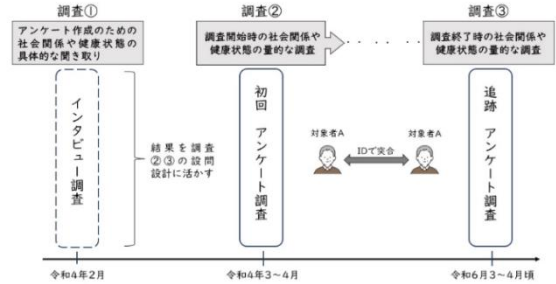 調査①
アンケート作成のための
社会関係や健康状態の
具体的な聞き取り
インタビュー調査
結果を調査
②③の設問
設計に活かす
令和4年2月
調査②
調査開始時の社会関係や
健康状態の量的な調査
初回 アンケート調査
令和4年3~4月
対象者A
IDで突合
対象者A
調査③
調査終了時の社会関係や
健康状態の量的な調査
追跡 アンケート調査
令和6月3~4月頃